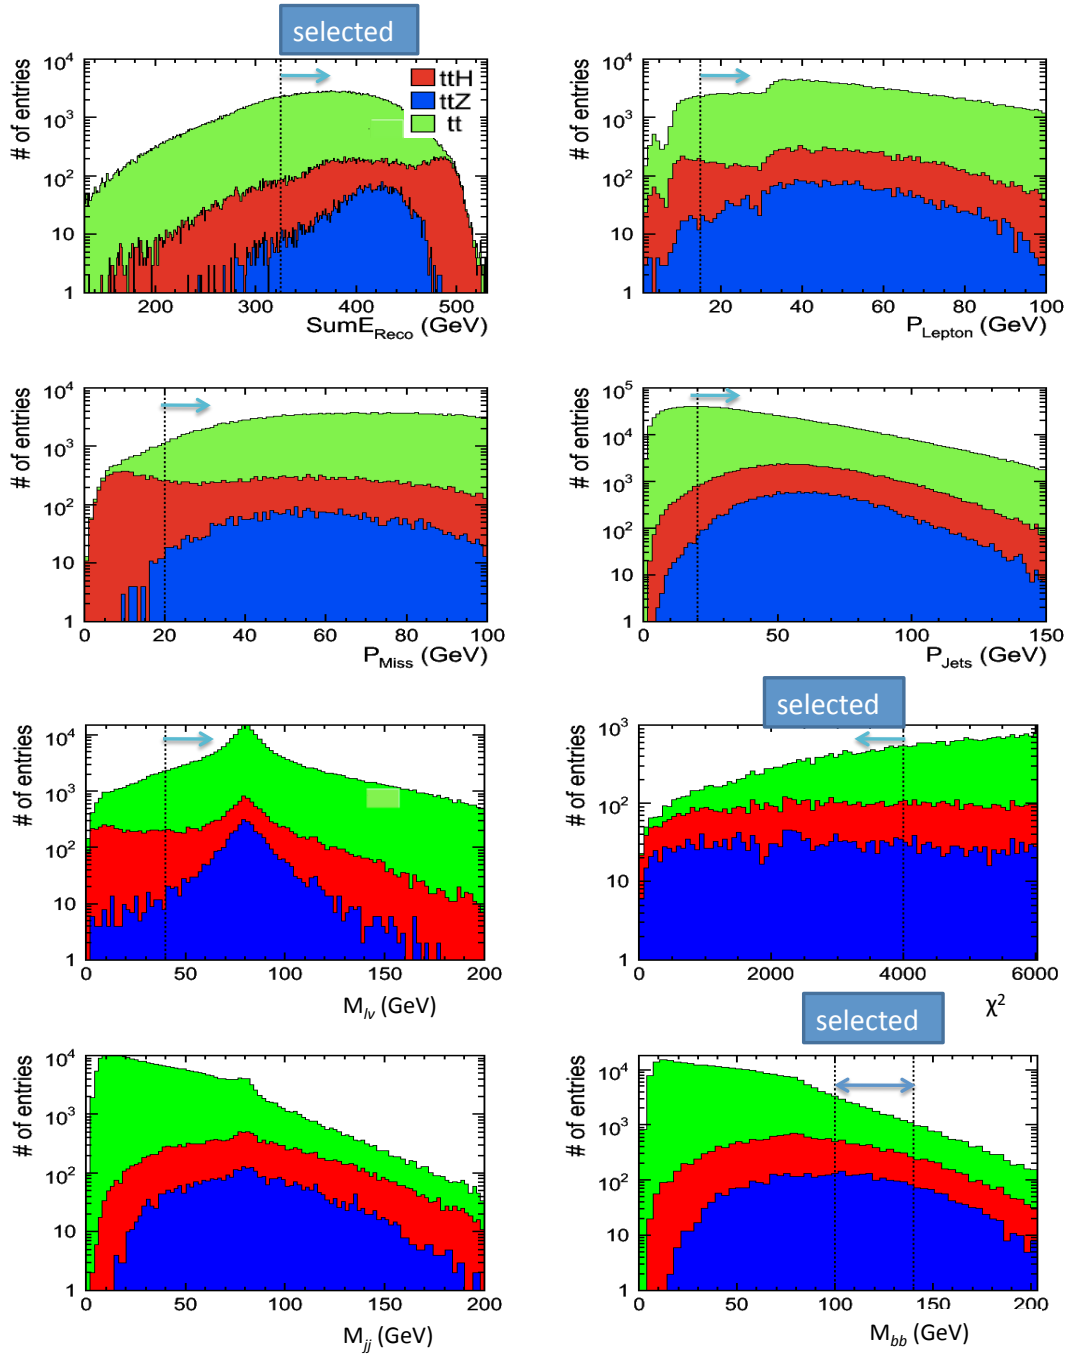 selected
# of entries
10⁴
10³
10²
10
1
ttH
ttZ
tt
200 300 400 500
SumE_Reco (GeV)
# of entries
10⁴
10³
10²
10
1
20 40 60 80 100
P_Lepton (GeV)
# of entries
10⁴
10³
10²
10
1
0 20 40 60 80 100
P_Miss (GeV)
# of entries
10⁵
10⁴
10³
10²
10
1
0 50 100 150
P_Jets (GeV)
# of entries
10⁴
10³
10²
10
1
0 50 100 150 200
M_lv (GeV)
selected
# of entries
10³
10²
10
1
0 2000 4000 6000
χ²
# of entries
10⁴
10³
10²
10
1
0 50 100 150 200
M_jj (GeV)
selected
# of entries
10⁴
10³
10²
10
1
0 50 100 150 200
M_bb (GeV)